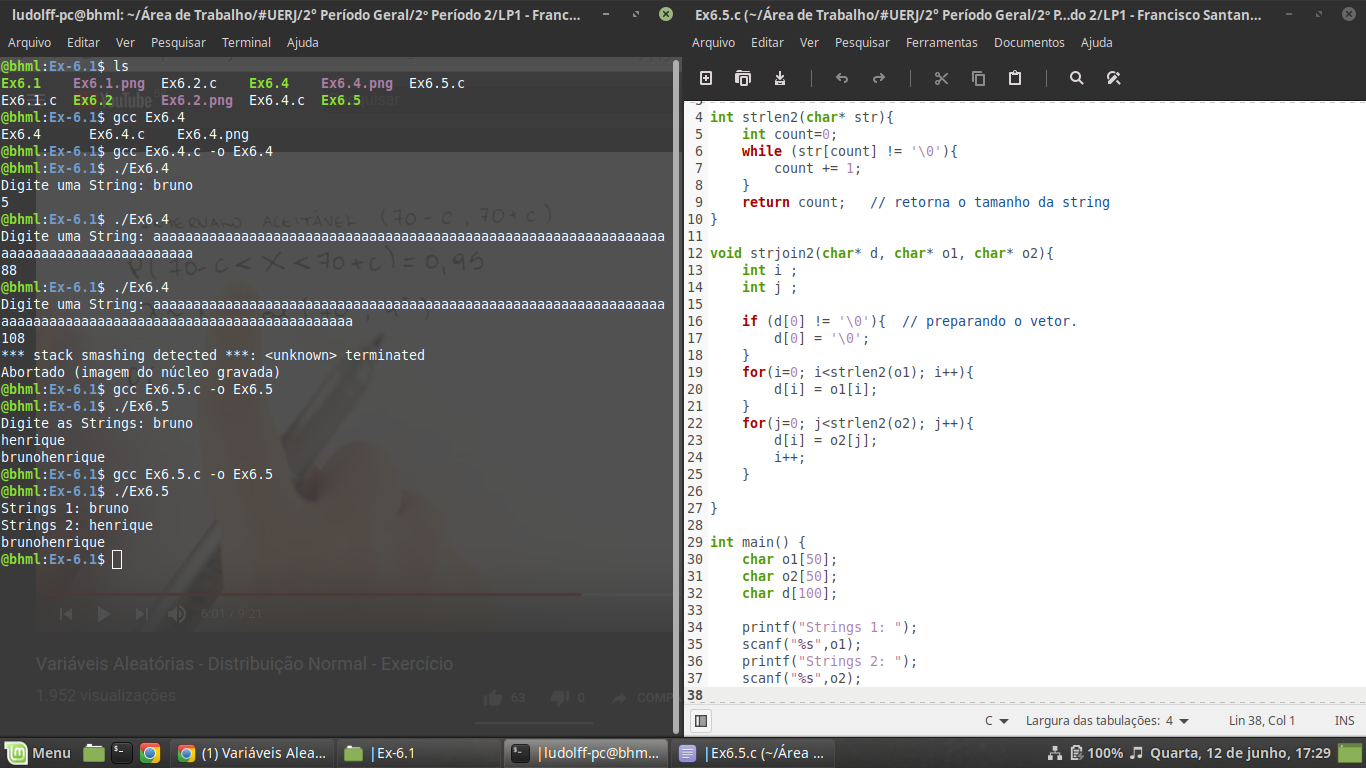 ludolff-pc@bhml: ~/Área de Trabalho/#UERJ/2° Período Geral/2º Período 2/LP1 - Franc...
Arquivo Editar Ver Pesquisar Terminal Ajuda
@bhml:Ex-6.1$ ls
Ex6.1 Ex6.1.png Ex6.2.c Ex6.4 Ex6.4.png Ex6.5.c
Ex6.1.c Ex6.2 Ex6.2.png Ex6.4.c Ex6.5
@bhml:Ex-6.1$ gcc Ex6.4
Ex6.4 Ex6.4.c Ex6.4.png
@bhml:Ex-6.1$ gcc Ex6.4.c -o Ex6.4
@bhml:Ex-6.1$ ./Ex6.4
Digite uma String: bruno
5
@bhml:Ex-6.1$ ./Ex6.4
Digite uma String: aaaaaaaaaaaaaaaaaaaaaaaaaaaaaaaaaaaaaaaaaaaaaaaaaaaaaaaaaaaaaaaa
aaaaaaaaaaaaaaaaaaaaaaaa
88
@bhml:Ex-6.1$ ./Ex6.4
Digite uma String: aaaaaaaaaaaaaaaaaaaaaaaaaaaaaaaaaaaaaaaaaaaaaaaaaaaaaaaaaaaaaaaa
aaaaaaaaaaaaaaaaaaaaaaaaaaaaaaaaaaaaaaaaaaaa
108
*** stack smashing detected ***: <unknown> terminated
Abortado (imagem do núcleo gravada)
@bhml:Ex-6.1$ gcc Ex6.5.c -o Ex6.5
@bhml:Ex-6.1$ ./Ex6.5
Digite as Strings: bruno
henrique
brunohenrique
@bhml:Ex-6.1$ gcc Ex6.5.c -o Ex6.5
@bhml:Ex-6.1$ ./Ex6.5
Strings 1: bruno
Strings 2: henrique
brunohenrique
@bhml:Ex-6.1$
YouTube
ACEITÁVEL (70-c, 70+c)
P(70-c < X < 70+c) = 0,95
6:01 / 9:21
Variáveis Aleatórias - Distribuição Normal - Exercício
1.952 visualizações
63 0 COMP
Ex6.5.c (~/Área de Trabalho/#UERJ/2° Período Geral/2º P...do 2/LP1 - Francisco Santan...
Arquivo Editar Ver Pesquisar Ferramentas Documentos Ajuda
3
4 int strlen2(char* str){
5 int count=0;
6 while (str[count] != '\0'){
7 count += 1;
8 }
9 return count; // retorna o tamanho da string
10 }
11
12 void strjoin2(char* d, char* o1, char* o2){
13 int i ;
14 int j ;
15
16 if (d[0] != '\0'){ // preparando o vetor.
17 d[0] = '\0';
18 }
19 for(i=0; i<strlen2(o1); i++){
20 d[i] = o1[i];
21 }
22 for(j=0; j<strlen2(o2); j++){
23 d[i] = o2[j];
24 i++;
25 }
26
27 }
28
29 int main() {
30 char o1[50];
31 char o2[50];
32 char d[100];
33
34 printf("Strings 1: ");
35 scanf("%s",o1);
36 printf("Strings 2: ");
37 scanf("%s",o2);
38
C Largura das tabulações: 4 Lin 38, Col 1 INS
Menu (1) Variáveis Alea... |Ex-6.1 |ludolff-pc@bhm... |Ex6.5.c (~/Área ... 100% Quarta, 12 de junho, 17:29